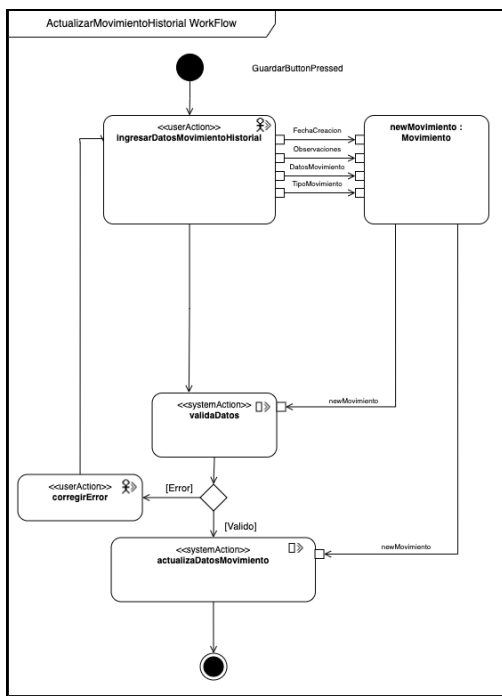 ActualizarMovimientoHistorial WorkFlow
GuardarButtonPressed
<<userAction>>
ingresarDatosMovimientoHistorial
FechaCreacion
Observaciones
DatosMovimiento
TipoMovimiento
newMovimiento :
Movimiento
<<systemAction>>
validaDatos
newMovimiento
<<userAction>>
corregirError
[Error]
[Valido]
<<systemAction>>
actualizaDatosMovimiento
newMovimiento